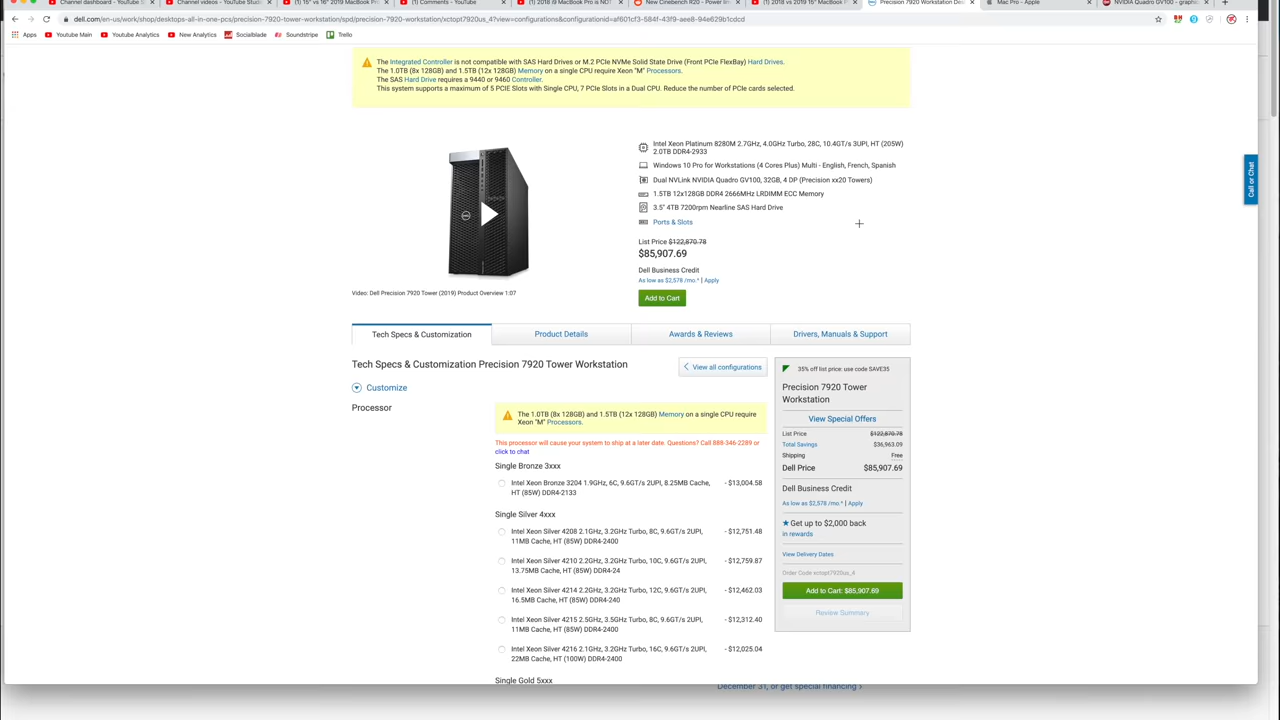 Channel dashboard - YouTube S
Channel videos - YouTube Studio
(1) 15" vs 16" 2019 MacBook Pro
(1) Comments - YouTube
(1) 2018 i9 MacBook Pro is NOT
New Cinebench R20 - Power lin
(1) 2018 vs 2019 15" MacBook P
Precision 7920 Workstation Des
Mac Pro - Apple
NVIDIA Quadro GV100 - graphic
dell.com/en-us/work/shop/desktops-all-in-one-pcs/precision-7920-tower-workstation/spd/precision-7920-workstation/xctopt7920us_4?view=configurations&configurationid=af601cf3-584f-43f9-aee8-94e629b1cdcd
Apps
Youtube Main
Youtube Analytics
New Analytics
Socialblade
Soundstripe
Trello
The Integrated Controller is not compatible with SAS Hard Drives or M.2 PCIe NVMe Solid State Drive (Front PCIe FlexBay) Hard Drives.
The 1.0TB (8x 128GB) and 1.5TB (12x 128GB) Memory on a single CPU require Xeon "M" Processors.
The SAS Hard Drive requires a 9440 or 9460 Controller.
This system supports a maximum of 5 PCIE Slots with Single CPU, 7 PCIe Slots in a Dual CPU. Reduce the number of PCIe cards selected.
Intel Xeon Platinum 8280M 2.7GHz, 4.0GHz Turbo, 28C, 10.4GT/s 3UPI, HT (205W)
2.0TB DDR4-2933
Windows 10 Pro for Workstations (4 Cores Plus) Multi - English, French, Spanish
Dual NVLink NVIDIA Quadro GV100, 32GB, 4 DP (Precision xx20 Towers)
1.5TB 12x128GB DDR4 2666MHz LRDIMM ECC Memory
3.5" 4TB 7200rpm Nearline SAS Hard Drive
Ports & Slots
List Price $122,870.78
$85,907.69
Dell Business Credit
As low as $2,578 /mo.^ | Apply
Add to Cart
Video: Dell Precision 7920 Tower (2019) Product Overview 1:07
Call or Chat
Tech Specs & Customization
Product Details
Awards & Reviews
Drivers, Manuals & Support
Tech Specs & Customization Precision 7920 Tower Workstation
View all configurations
Customize
Processor
The 1.0TB (8x 128GB) and 1.5TB (12x 128GB) Memory on a single CPU require
Xeon "M" Processors.
This processor will cause your system to ship at a later date. Questions? Call 888-346-2289 or
click to chat
Single Bronze 3xxx
Intel Xeon Bronze 3204 1.9GHz, 6C, 9.6GT/s 2UPI, 8.25MB Cache, - $13,004.58
HT (85W) DDR4-2133
Single Silver 4xxx
Intel Xeon Silver 4208 2.1GHz, 3.2GHz Turbo, 8C, 9.6GT/s 2UPI, - $12,751.48
11MB Cache, HT (85W) DDR4-2400
Intel Xeon Silver 4210 2.2GHz, 3.2GHz Turbo, 10C, 9.6GT/s 2UPI, - $12,759.87
13.75MB Cache, HT (85W) DDR4-24
Intel Xeon Silver 4214 2.2GHz, 3.2GHz Turbo, 12C, 9.6GT/s 2UPI, - $12,462.03
16.5MB Cache, HT (85W) DDR4-240
Intel Xeon Silver 4215 2.5GHz, 3.5GHz Turbo, 8C, 9.6GT/s 2UPI, - $12,312.40
11MB Cache, HT (85W) DDR4-2400
Intel Xeon Silver 4216 2.1GHz, 3.2GHz Turbo, 16C, 9.6GT/s 2UPI, - $12,025.04
22MB Cache, HT (100W) DDR4-2400
Single Gold 5xxx
35% off list price: use code SAVE35
Precision 7920 Tower
Workstation
View Special Offers
List Price $122,870.78
Total Savings $36,963.09
Shipping Free
Dell Price $85,907.69
Dell Business Credit
As low as $2,578 /mo.^ | Apply
Get up to $2,000 back
in rewards
View Delivery Dates
Order Code xctopt7920us_4
Add to Cart: $85,907.69
Review Summary
December 31, or get special financing ›